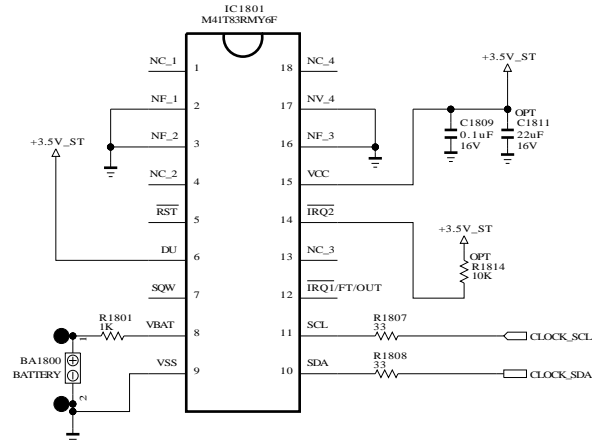 IC1801
M41T83RMY6F
NC_1
1
18
NC_4
+3.5V_ST
NF_1
2
17
NV_4
OPT
C1809
0.1uF
16V
C1811
22uF
16V
+3.5V_ST
NF_2
3
16
NF_3
NC_2
4
15
VCC
RST
5
14
IRQ2
+3.5V_ST
DU
6
13
NC_3
OPT
R1814
10K
SQW
7
12
IRQ1/FT/OUT
R1801
1K
VBAT
8
11
SCL
R1807
33
CLOCK_SCL
1
BA1800
BATTERY
VSS
9
10
SDA
R1808
33
CLOCK_SDA
2